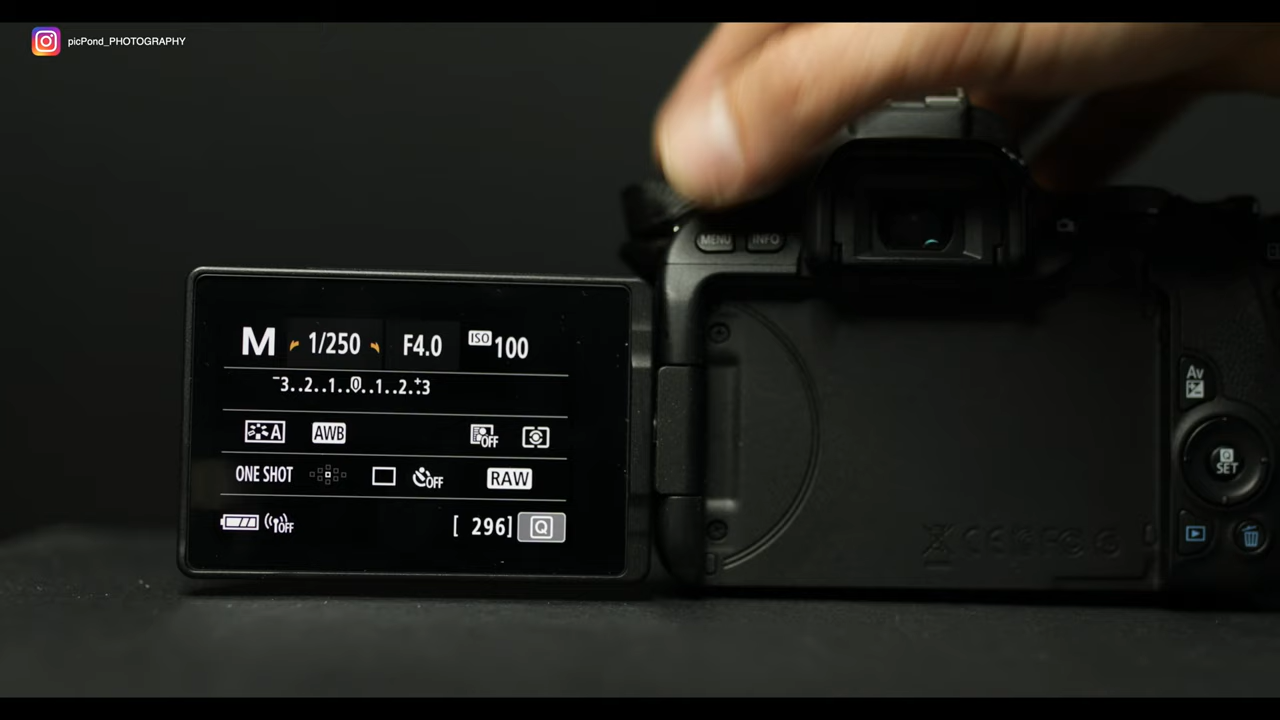 picPond_PHOTOGRAPHY
MENU INFO
M 1/250 F4.0 ISO 100
-3..2..1..0..1..2.+3
A AWB OFF
ONE SHOT OFF RAW
OFF [ 296] Q
Av
Q
SET